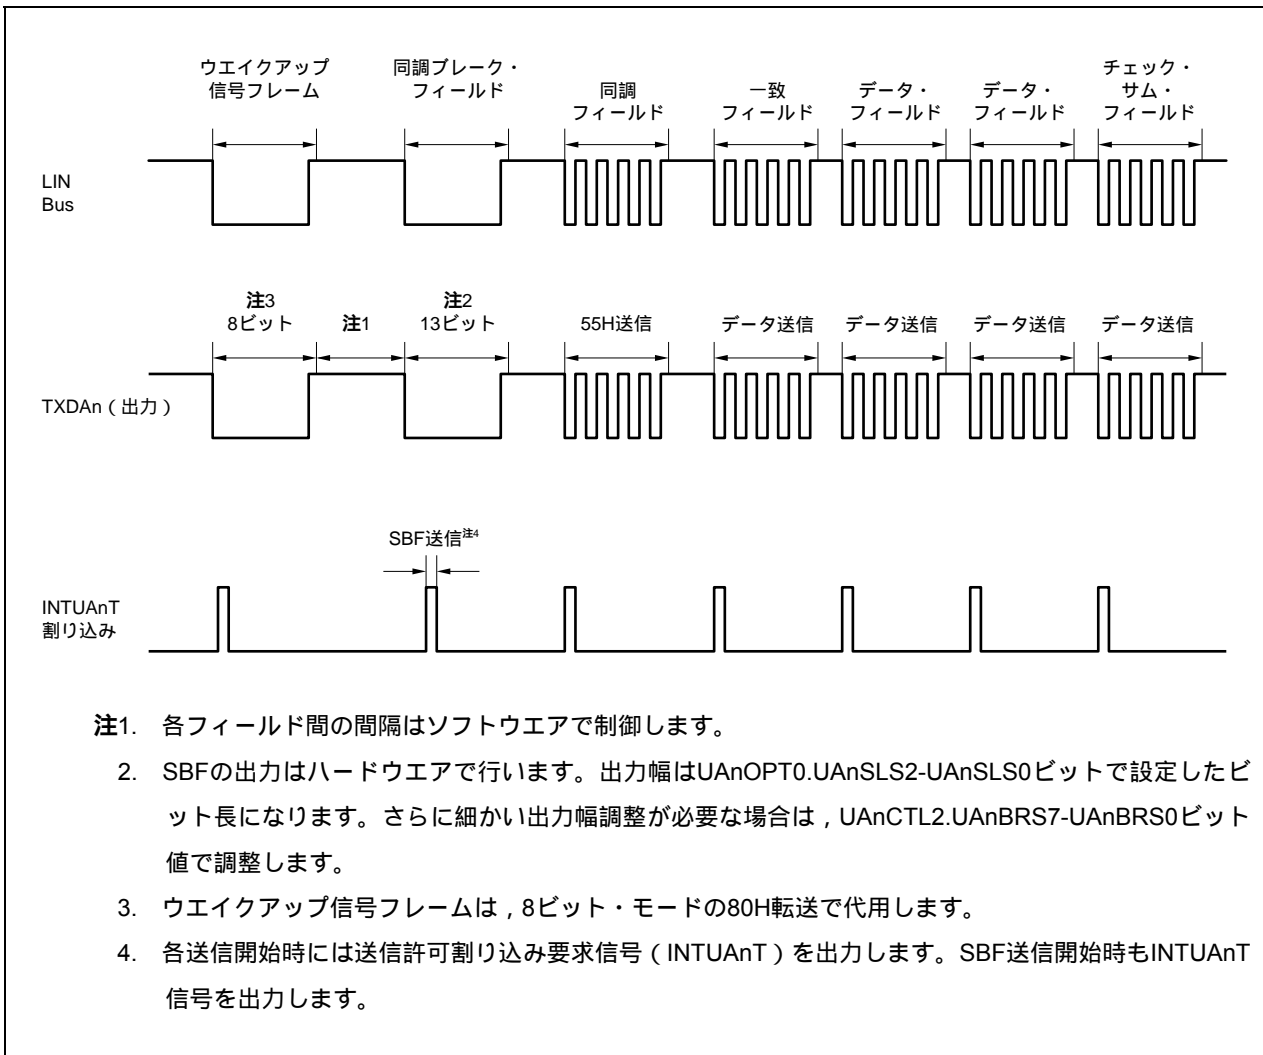 ウエイクアップ
信号フレーム
同調ブレーク・
フィールド
同調
フィールド
一致
フィールド
データ・
フィールド
データ・
フィールド
チェック・
サム・
フィールド
LIN
Bus
注3
8ビット
注1
注2
13ビット
55H送信
データ送信
データ送信
データ送信
データ送信
TXDAn（出力）
SBF送信注4
INTUAnT
割り込み
注1. 各フィールド間の間隔はソフトウエアで制御します。
2. SBFの出力はハードウエアで行います。出力幅はUAnOPT0.UAnSLS2-UAnSLS0ビットで設定したビ
ット長になります。さらに細かい出力幅調整が必要な場合は，UAnCTL2.UAnBRS7-UAnBRS0ビット
値で調整します。
3. ウエイクアップ信号フレームは，8ビット・モードの80H転送で代用します。
4. 各送信開始時には送信許可割り込み要求信号（INTUAnT）を出力します。SBF送信開始時もINTUAnT
信号を出力します。